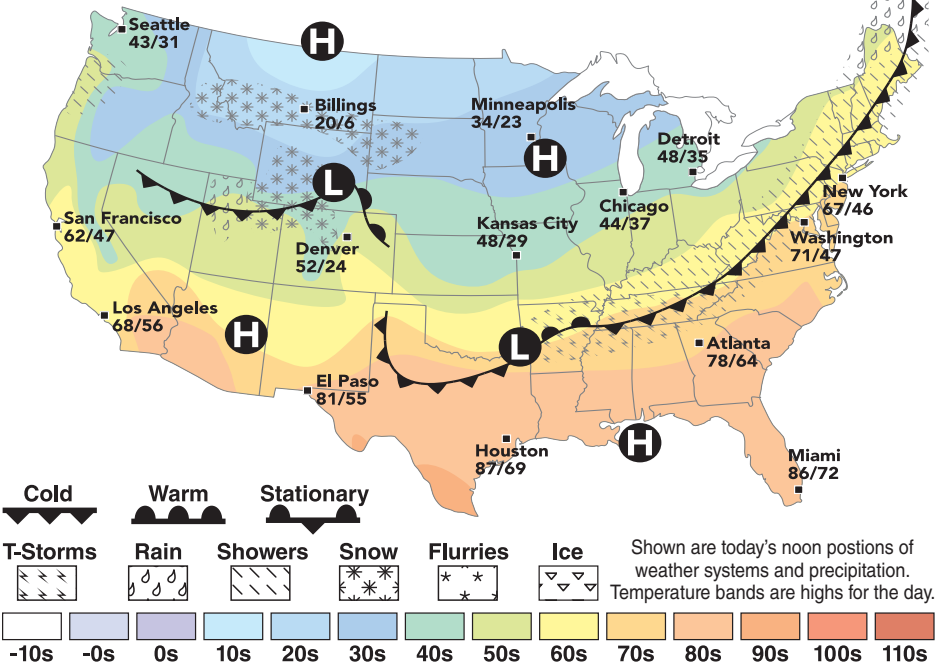 Seattle
43/31
H
Billings
20/6
Minneapolis
34/23
H
Detroit
48/35
L
New York
67/46
San Francisco
62/47
Kansas City
48/29
Chicago
44/37
Washington
71/47
Denver
52/24
Los Angeles
68/56
H
L
Atlanta
78/64
El Paso
81/55
Houston
87/69
H
Miami
86/72
Cold Warm Stationary
T-Storms Rain Showers Snow Flurries Ice
Shown are today's noon postions of
weather systems and precipitation.
Temperature bands are highs for the day.
-10s -0s 0s 10s 20s 30s 40s 50s 60s 70s 80s 90s 100s 110s